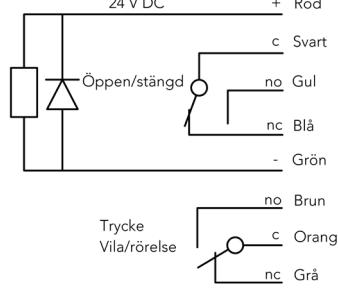 24 V DC + Röd
c Svart
Öppen/stängd no Gul
nc Blå
- Grön
no Brun
Trycke c Orang
Vila/rörelse
nc Grå